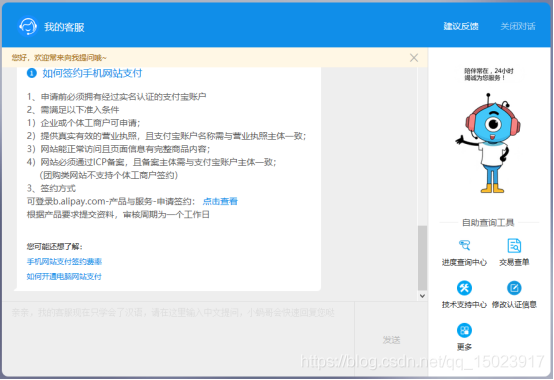 我的客服
建议反馈
关闭对话
您好，欢迎常来向我提问哦~
如何签约手机网站支付
1、申请前必须拥有经过实名认证的支付宝账户
2、需满足以下准入条件
1）企业或个体工商户可申请；
2）提供真实有效的营业执照，且支付宝账户名称需与营业执照主体一致；
3）网站能正常访问且页面信息有完整商品内容；
4）网站必须通过ICP备案，且备案主体需与支付宝账户主体一致；
（团购类网站不支持个体工商户签约）
3、签约方式
可登录b.alipay.com-产品与服务-申请签约： 点击查看
根据产品要求提交资料，审核周期为一个工作日
您可能还想了解：
手机网站支付签约费率
如何开通电脑网站支付
发送
陪伴常在，24小时
竭诚为您服务！
自助查询工具
进度查询中心
交易查单
技术支持中心
修改认证信息
更多
https://blog.csdn.net/qq_15023917